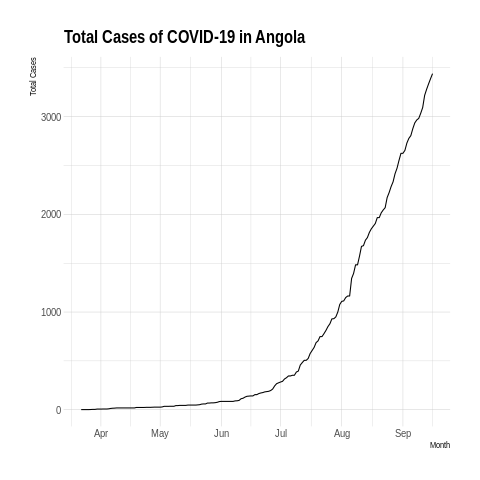 Total Cases of COVID-19 in Angola
Total Cases
3000
2000
1000
0
Apr May Jun Jul Aug Sep
Month